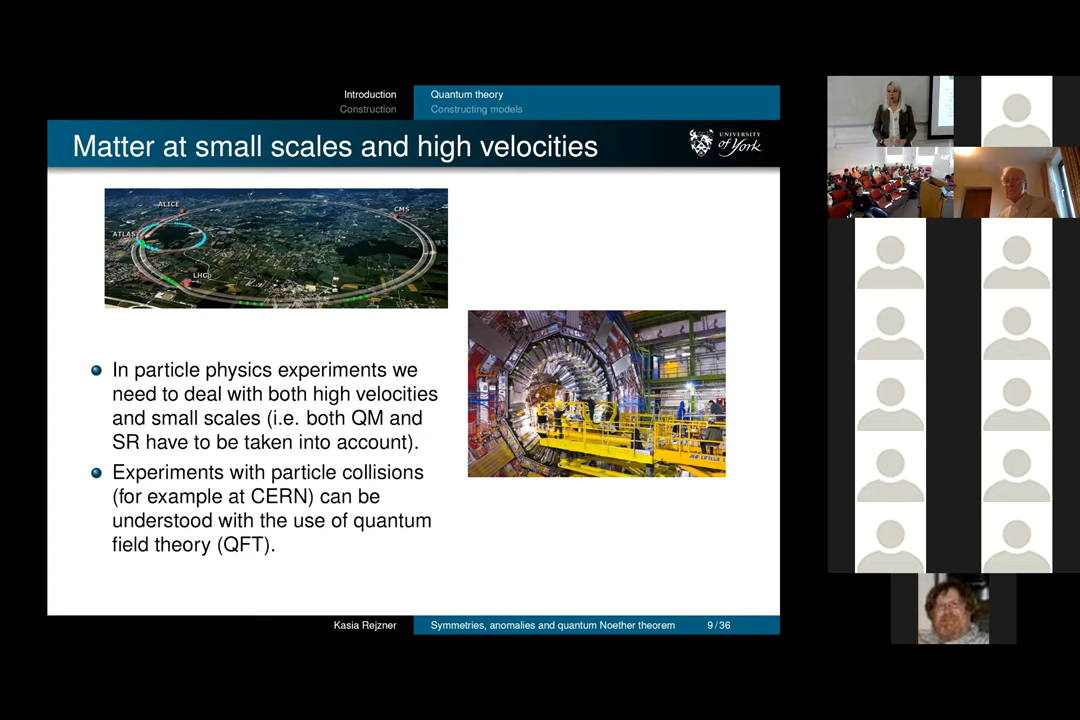 Introduction
Construction
Quantum theory
Constructing models
Matter at small scales and high velocities
UNIVERSITY
of York
ALICE
CMS
ATLAS
LHCb
In particle physics experiments we
need to deal with both high velocities
and small scales (i.e. both QM and
SR have to be taken into account).
Experiments with particle collisions
(for example at CERN) can be
understood with the use of quantum
field theory (QFT).
Kasia Rejzner
Symmetries, anomalies and quantum Noether theorem
9/36